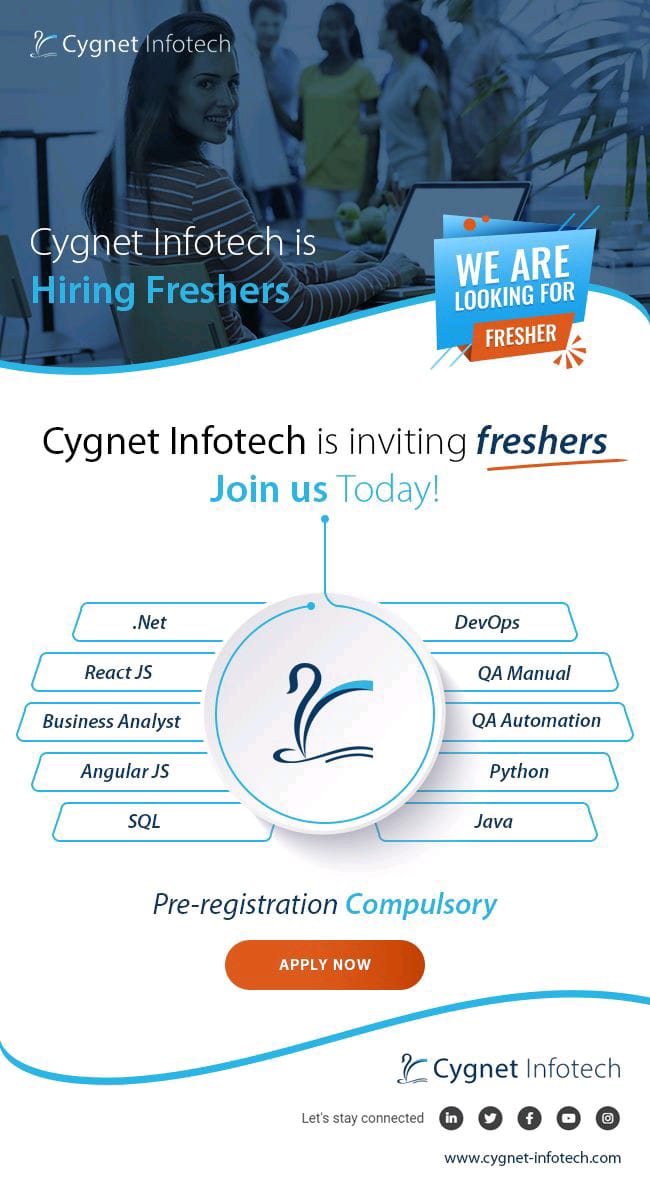 Cygnet Infotech
Cygnet Infotech is
Hiring Freshers
WE ARE
LOOKING FOR
FRESHER
Cygnet Infotech is inviting freshers
Join us Today!
.Net
React JS
Business Analyst
Angular JS
SQL
DevOps
QA Manual
QA Automation
Python
Java
Pre-registration Compulsory
APPLY NOW
Cygnet Infotech
Let's stay connected
www.cygnet-infotech.com